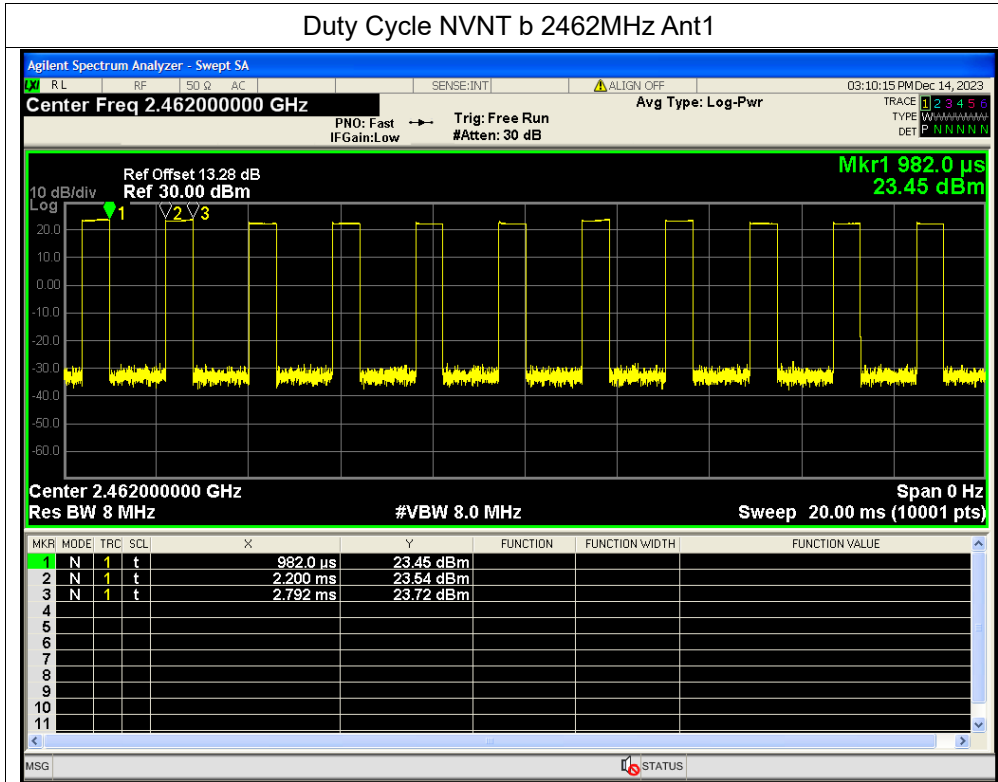 Duty Cycle NVNT b 2462MHz Ant1
Agilent Spectrum Analyzer - Swept SA
LXI RL RF 50 Ω AC SENSE:INT ALIGN OFF 03:10:15 PM Dec 14, 2023
Center Freq 2.462000000 GHz Avg Type: Log-Pwr TRACE 1 2 3 4 5 6
PNO: Fast Trig: Free Run TYPE W
IFGain:Low #Atten: 30 dB DET P N N N N N
Mkr1 982.0 µs
Ref Offset 13.28 dB
10 dB/div Ref 30.00 dBm 23.45 dBm
Log
1 2 3
20.0
10.0
0.00
-10.0
-20.0
-30.0
-40.0
-50.0
-60.0
Center 2.462000000 GHz Span 0 Hz
Res BW 8 MHz #VBW 8.0 MHz Sweep 20.00 ms (10001 pts)
MKR MODE TRC SCL X Y FUNCTION FUNCTION WIDTH FUNCTION VALUE
1 N 1 t 982.0 µs 23.45 dBm
2 N 1 t 2.200 ms 23.54 dBm
3 N 1 t 2.792 ms 23.72 dBm
4
5
6
7
8
9
10
11
MSG STATUS